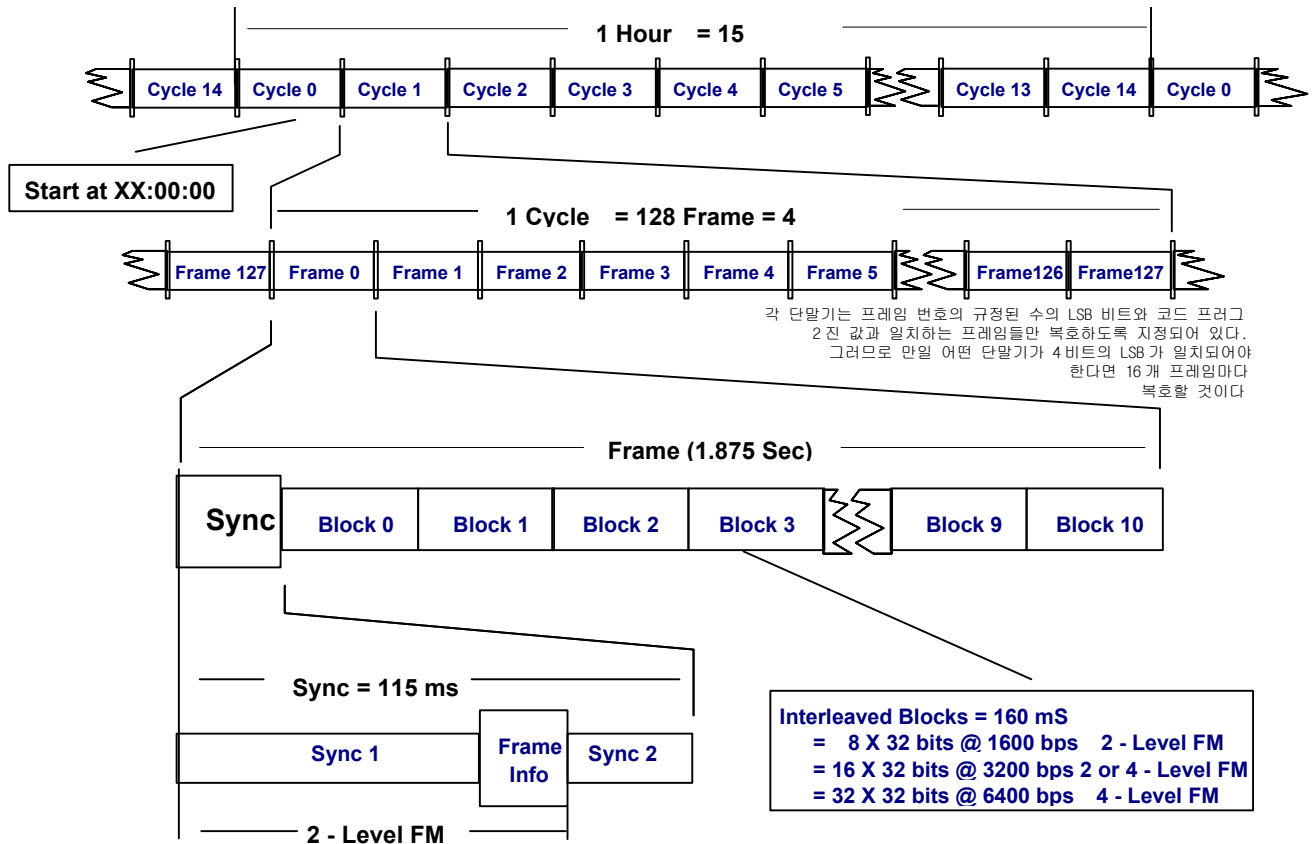 1 Hour = 15
Cycle 14 Cycle 0 Cycle 1 Cycle 2 Cycle 3 Cycle 4 Cycle 5 Cycle 13 Cycle 14 Cycle 0
Start at XX:00:00
1 Cycle = 128 Frame = 4
Frame 127 Frame 0 Frame 1 Frame 2 Frame 3 Frame 4 Frame 5 Frame126 Frame127
각 단말기는 프레임 번호의 규정된 수의 LSB 비트와 코드 프러그
2진 값과 일치하는 프레임들만 복호하도록 지정되어 있다.
그러므로 만일 어떤 단말기가 4비트의 LSB가 일치되어야
한다면 16개 프레임마다
복호할 것이다
Frame (1.875 Sec)
Sync Block 0 Block 1 Block 2 Block 3 Block 9 Block 10
Sync = 115 ms
Sync 1 Frame Info Sync 2
2 - Level FM
Interleaved Blocks = 160 mS
= 8 X 32 bits @ 1600 bps 2 - Level FM
= 16 X 32 bits @ 3200 bps 2 or 4 - Level FM
= 32 X 32 bits @ 6400 bps 4 - Level FM